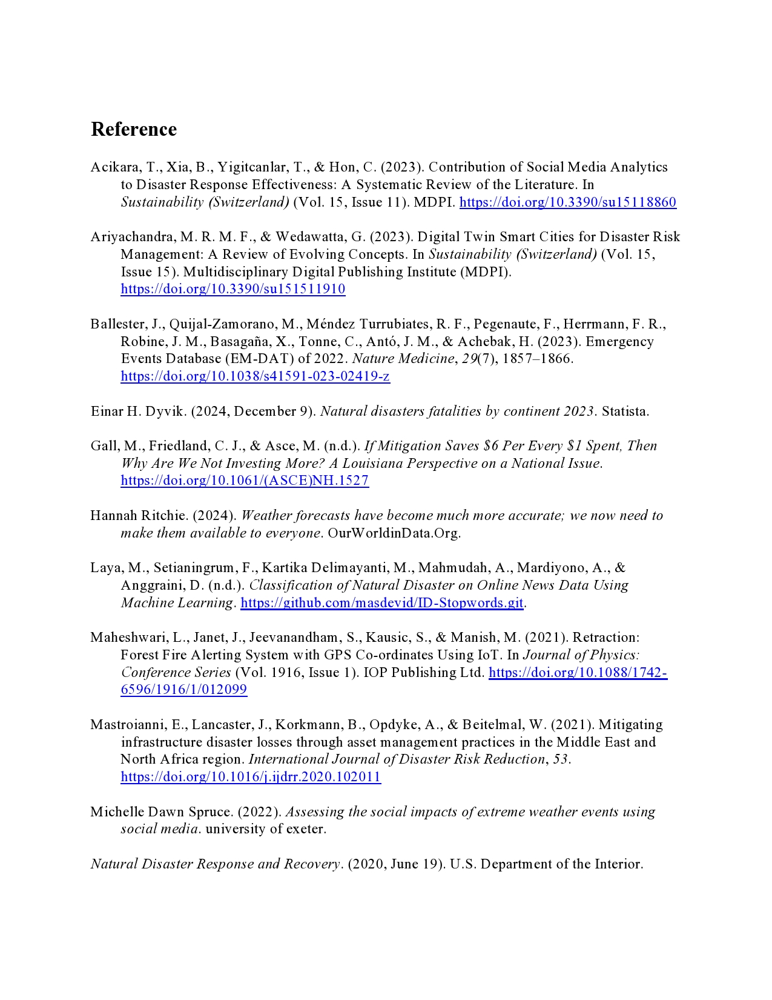 Reference
Acikara, T., Xia, B., Yigitcanlar, T., & Hon, C. (2023). Contribution of Social Media Analytics
to Disaster Response Effectiveness: A Systematic Review of the Literature. In
Sustainability (Switzerland) (Vol. 15, Issue 11). MDPI. https://doi.org/10.3390/su15118860
Ariyachandra, M. R. M. F., & Wedawatta, G. (2023). Digital Twin Smart Cities for Disaster Risk
Management: A Review of Evolving Concepts. In Sustainability (Switzerland) (Vol. 15,
Issue 15). Multidisciplinary Digital Publishing Institute (MDPI).
https://doi.org/10.3390/su151511910
Ballester, J., Quijal-Zamorano, M., Méndez Turrubiates, R. F., Pegenaute, F., Herrmann, F. R.,
Robine, J. M., Basagaña, X., Tonne, C., Antó, J. M., & Achebak, H. (2023). Emergency
Events Database (EM-DAT) of 2022. Nature Medicine, 29(7), 1857–1866.
https://doi.org/10.1038/s41591-023-02419-z
Einar H. Dyvik. (2024, December 9). Natural disasters fatalities by continent 2023. Statista.
Gall, M., Friedland, C. J., & Asce, M. (n.d.). If Mitigation Saves $6 Per Every $1 Spent, Then
Why Are We Not Investing More? A Louisiana Perspective on a National Issue.
https://doi.org/10.1061/(ASCE)NH.1527
Hannah Ritchie. (2024). Weather forecasts have become much more accurate; we now need to
make them available to everyone. OurWorldinData.Org.
Laya, M., Setianingrum, F., Kartika Delimayanti, M., Mahmudah, A., Mardiyono, A., &
Anggraini, D. (n.d.). Classification of Natural Disaster on Online News Data Using
Machine Learning. https://github.com/masdevid/ID-Stopwords.git.
Maheshwari, L., Janet, J., Jeevanandham, S., Kausic, S., & Manish, M. (2021). Retraction:
Forest Fire Alerting System with GPS Co-ordinates Using IoT. In Journal of Physics:
Conference Series (Vol. 1916, Issue 1). IOP Publishing Ltd. https://doi.org/10.1088/1742-
6596/1916/1/012099
Mastroianni, E., Lancaster, J., Korkmann, B., Opdyke, A., & Beitelmal, W. (2021). Mitigating
infrastructure disaster losses through asset management practices in the Middle East and
North Africa region. International Journal of Disaster Risk Reduction, 53.
https://doi.org/10.1016/j.ijdrr.2020.102011
Michelle Dawn Spruce. (2022). Assessing the social impacts of extreme weather events using
social media. university of exeter.
Natural Disaster Response and Recovery. (2020, June 19). U.S. Department of the Interior.